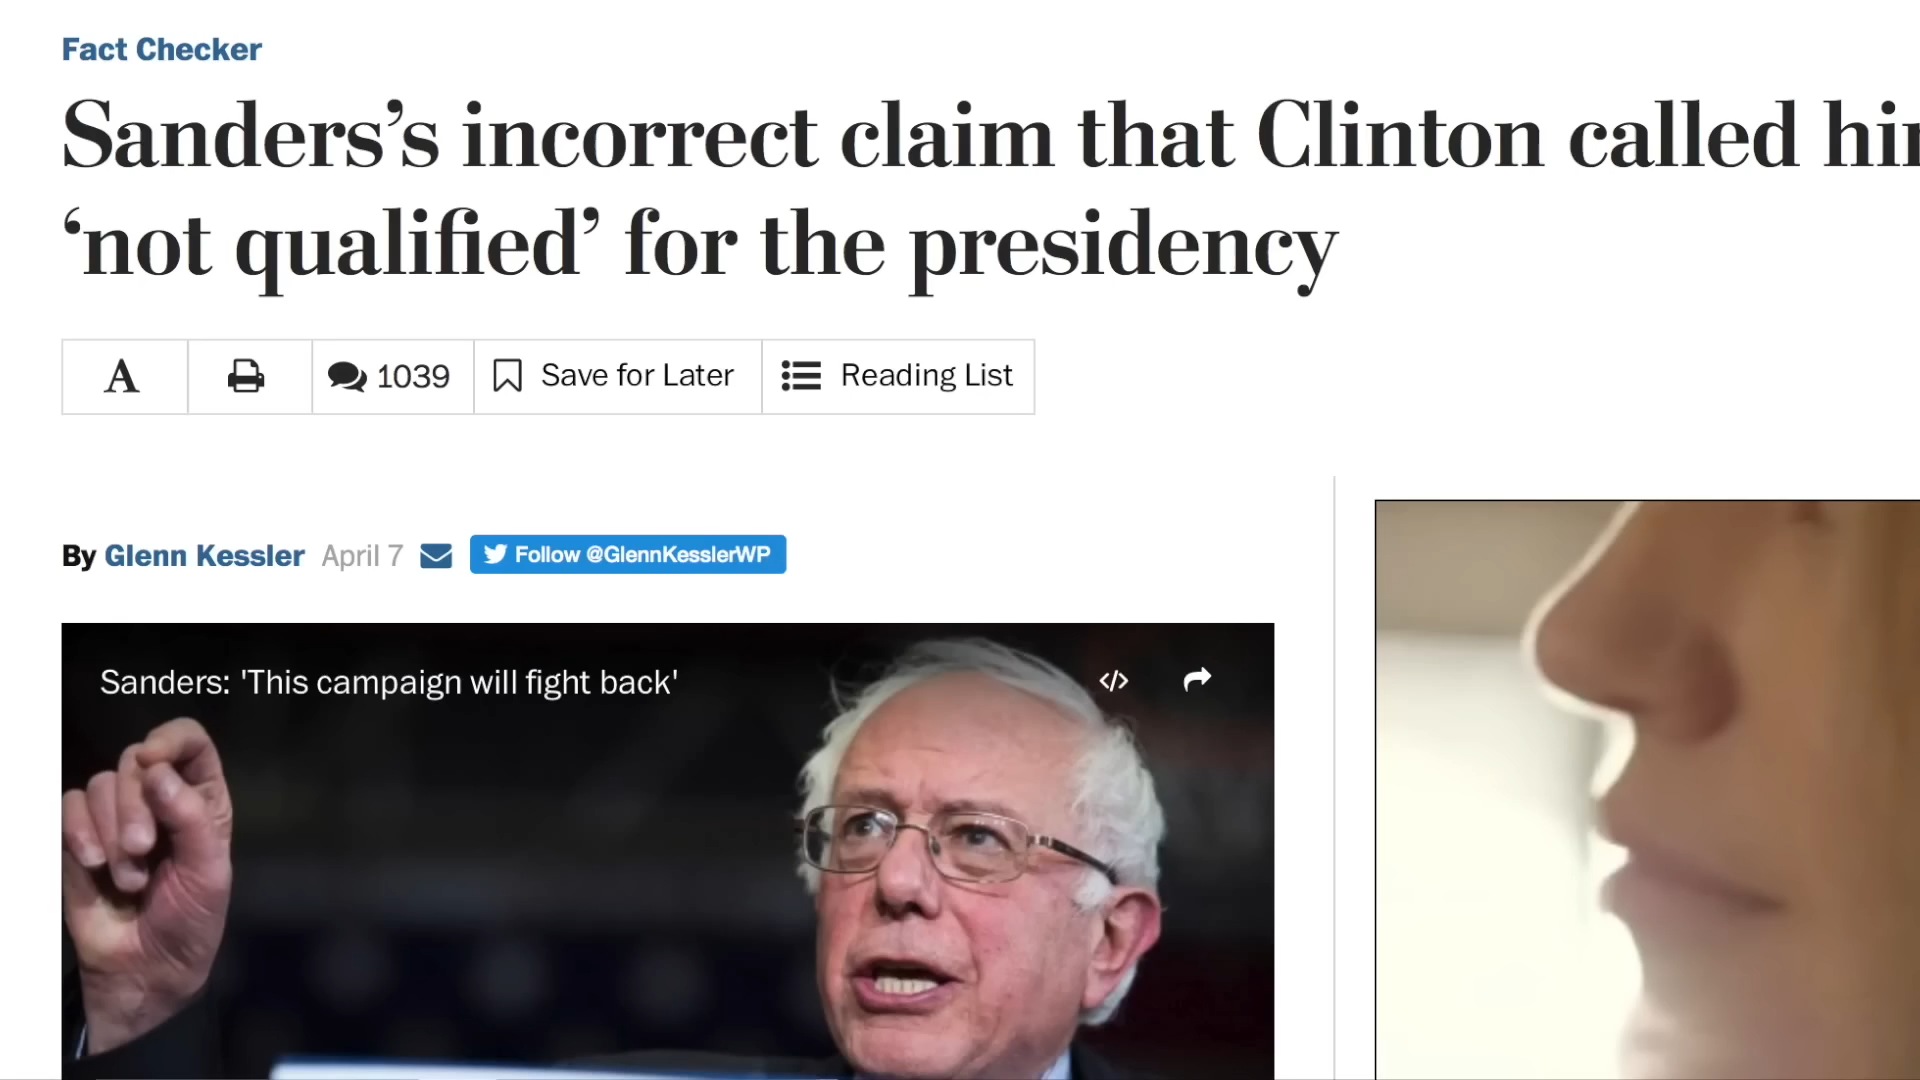 Fact Checker
Sanders’s incorrect claim that Clinton called
‘not qualified’ for the presidency
A 1039 Save for Later Reading List
By Glenn Kessler April 7 Follow @GlennKesslerWP
Sanders: 'This campaign will fight back'